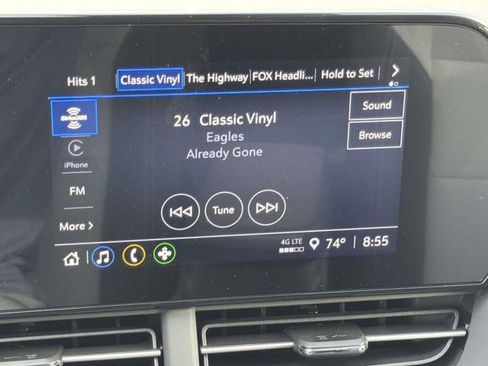 Hits 1 Classic Vinyl The Highway FOX Headli... Hold to Set
SiriusXM
26 Classic Vinyl
Sound
Eagles
Browse
iPhone
Already Gone
FM
Tune
More
4G LTE 74° 8:55